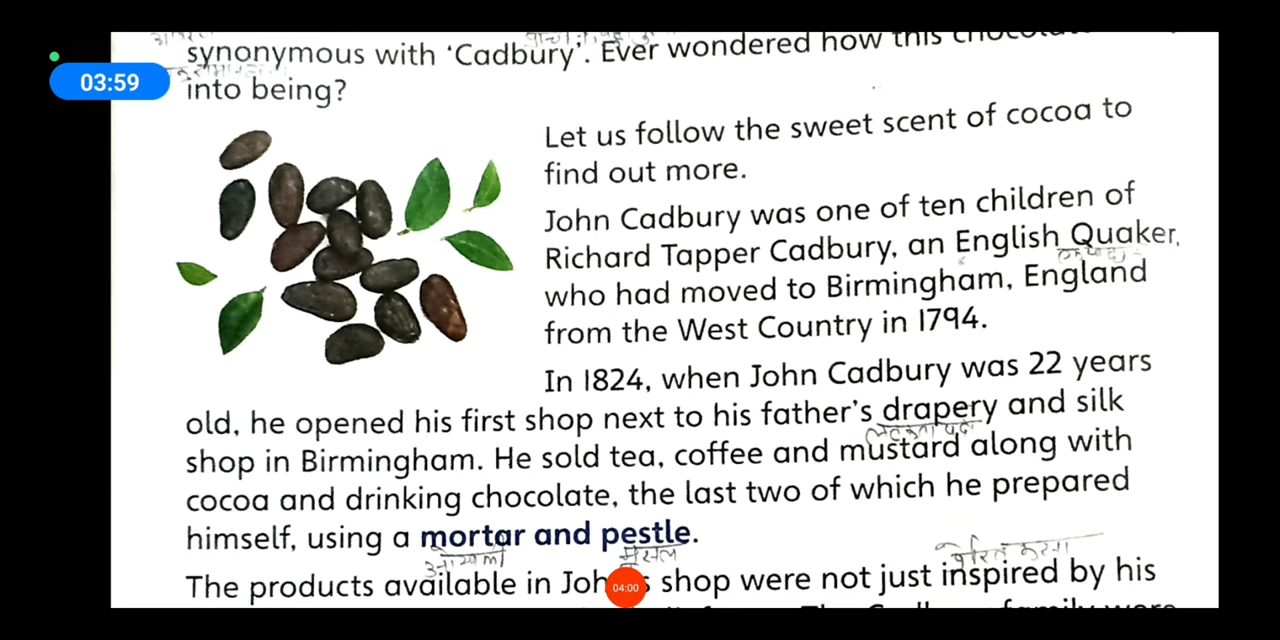 synonymous with ‘Cadbury’. Ever wondered how this
03:59
into being?
Let us follow the sweet scent of cocoa to
find out more.
John Cadbury was one of ten children of
Richard Tapper Cadbury, an English Quaker,
who had moved to Birmingham, England
from the West Country in 1794.
In 1824, when John Cadbury was 22 years
old, he opened his first shop next to his father’s drapery and silk
shop in Birmingham. He sold tea, coffee and mustard along with
cocoa and drinking chocolate, the last two of which he prepared
himself, using a mortar and pestle.
मूसल प्रेरित करना
The products available in shop were not just inspired by his
04:00